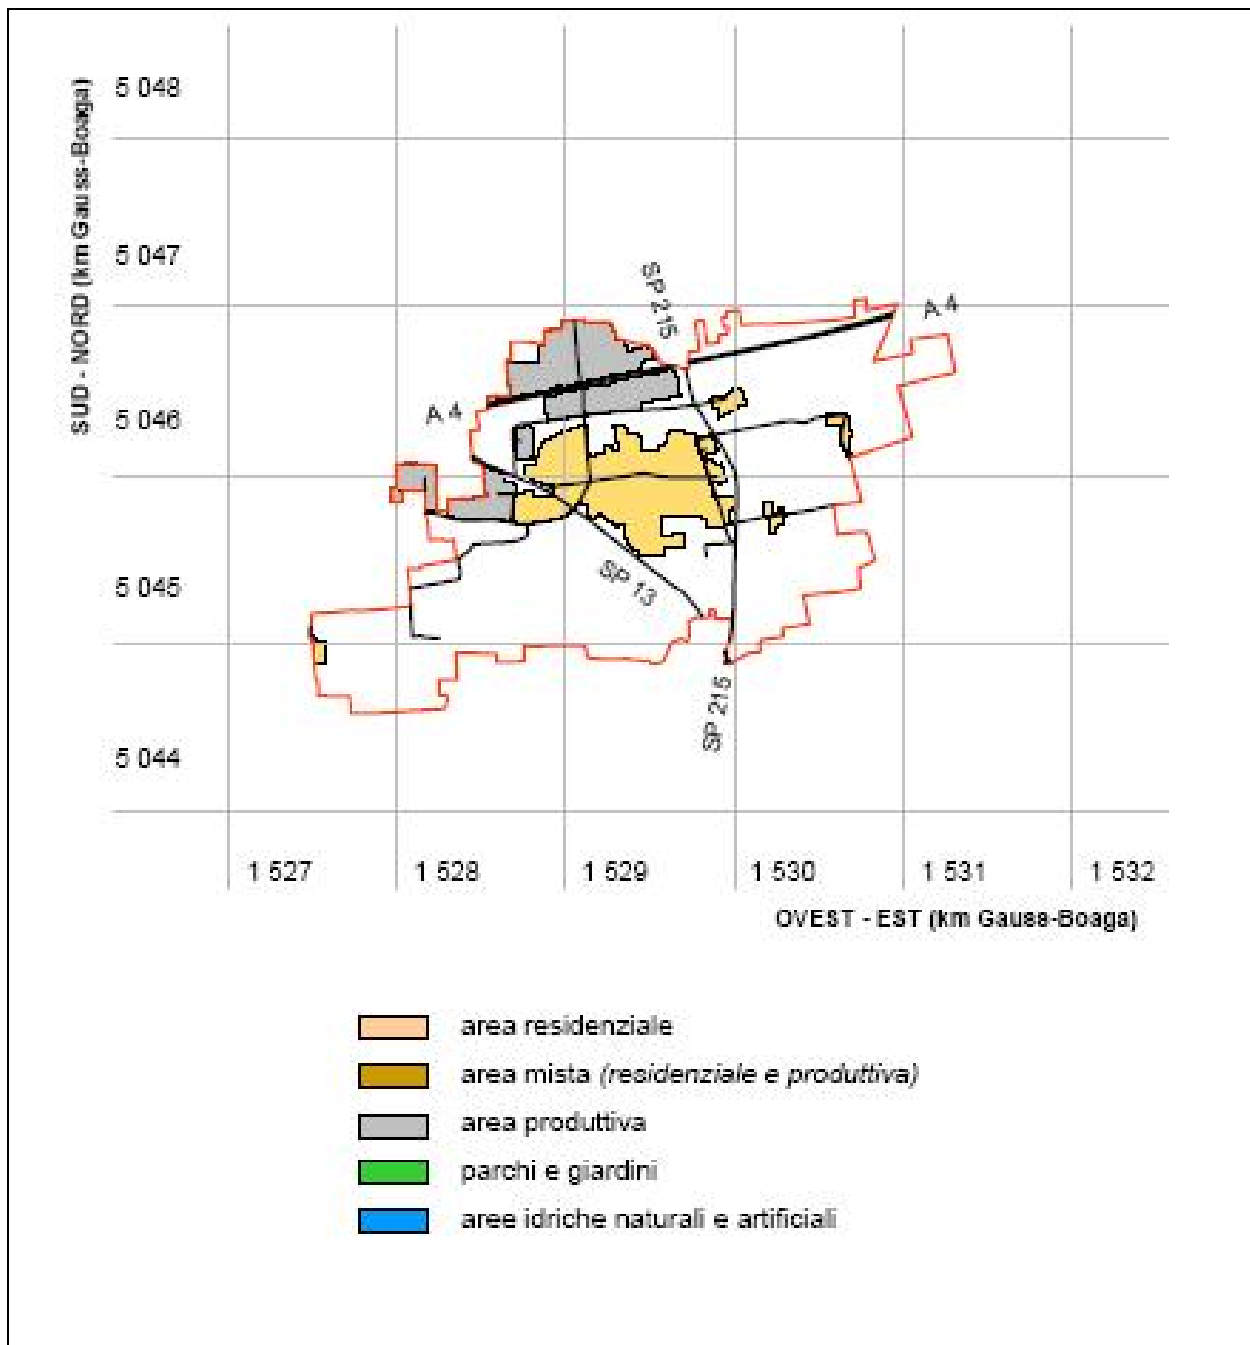 SUD - NORD (km Gauss-Boaga)
5 048
5 047
5 046
5 045
5 044
SP 215
A 4
A 4
SP 13
SP 215
1 527
1 528
1 529
1 530
1 531
1 532
OVEST - EST (km Gauss-Boaga)
area residenziale
area mista (residenziale e produttiva)
area produttiva
parchi e giardini
aree idriche naturali e artificiali